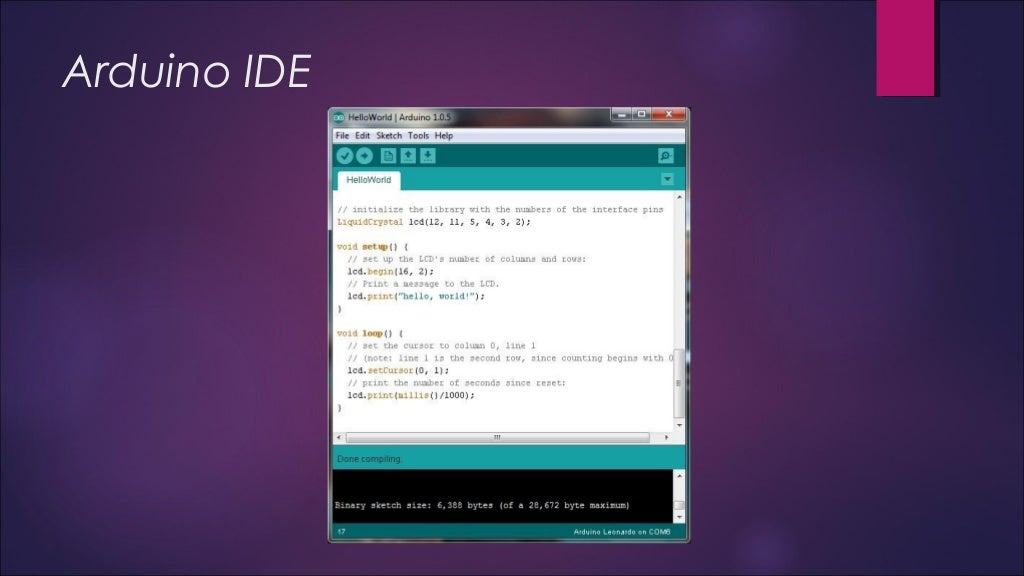 Arduino IDE
HelloWorld | Arduino 1.0.5
File Edit Sketch Tools Help
HelloWorld
// initialize the library with the numbers of the interface pins
LiquidCrystal lcd(12, 11, 5, 4, 3, 2);
void setup() {
// set up the LCD's number of columns and rows:
lcd.begin(16, 2);
// Print a message to the LCD.
lcd.print("hello, world!");
}
void loop() {
// set the cursor to column 0, line 1
// (note: line 1 is the second row, since counting begins with 0
lcd.setCursor(0, 1);
// print the number of seconds since reset:
lcd.print(millis()/1000);
}
Done compiling.
Binary sketch size: 6,388 bytes (of a 28,672 byte maximum)
17 Arduino Leonardo on COM6